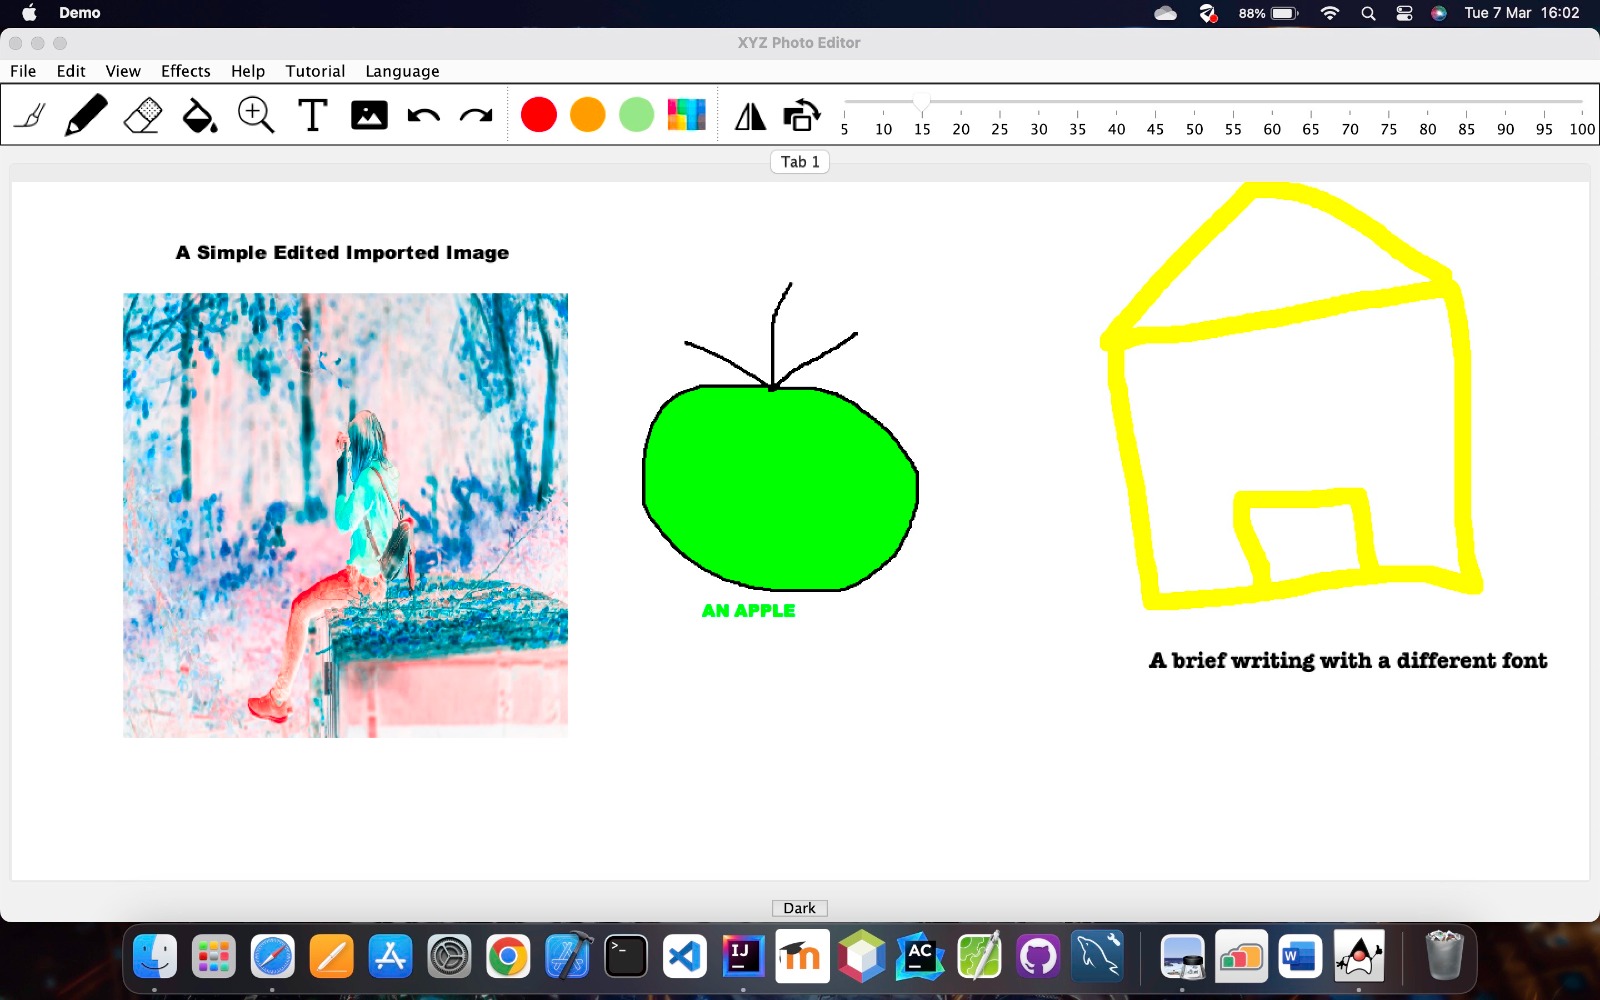 Demo
88%
Tue 7 Mar 16:02
XYZ Photo Editor
File Edit View Effects Help Tutorial Language
T
5 10 15 20 25 30 35 40 45 50 55 60 65 70 75 80 85 90 95 100
Tab 1
A Simple Edited Imported Image
AN APPLE
A brief writing with a different font
Dark
>_
IJ
m
AC
W